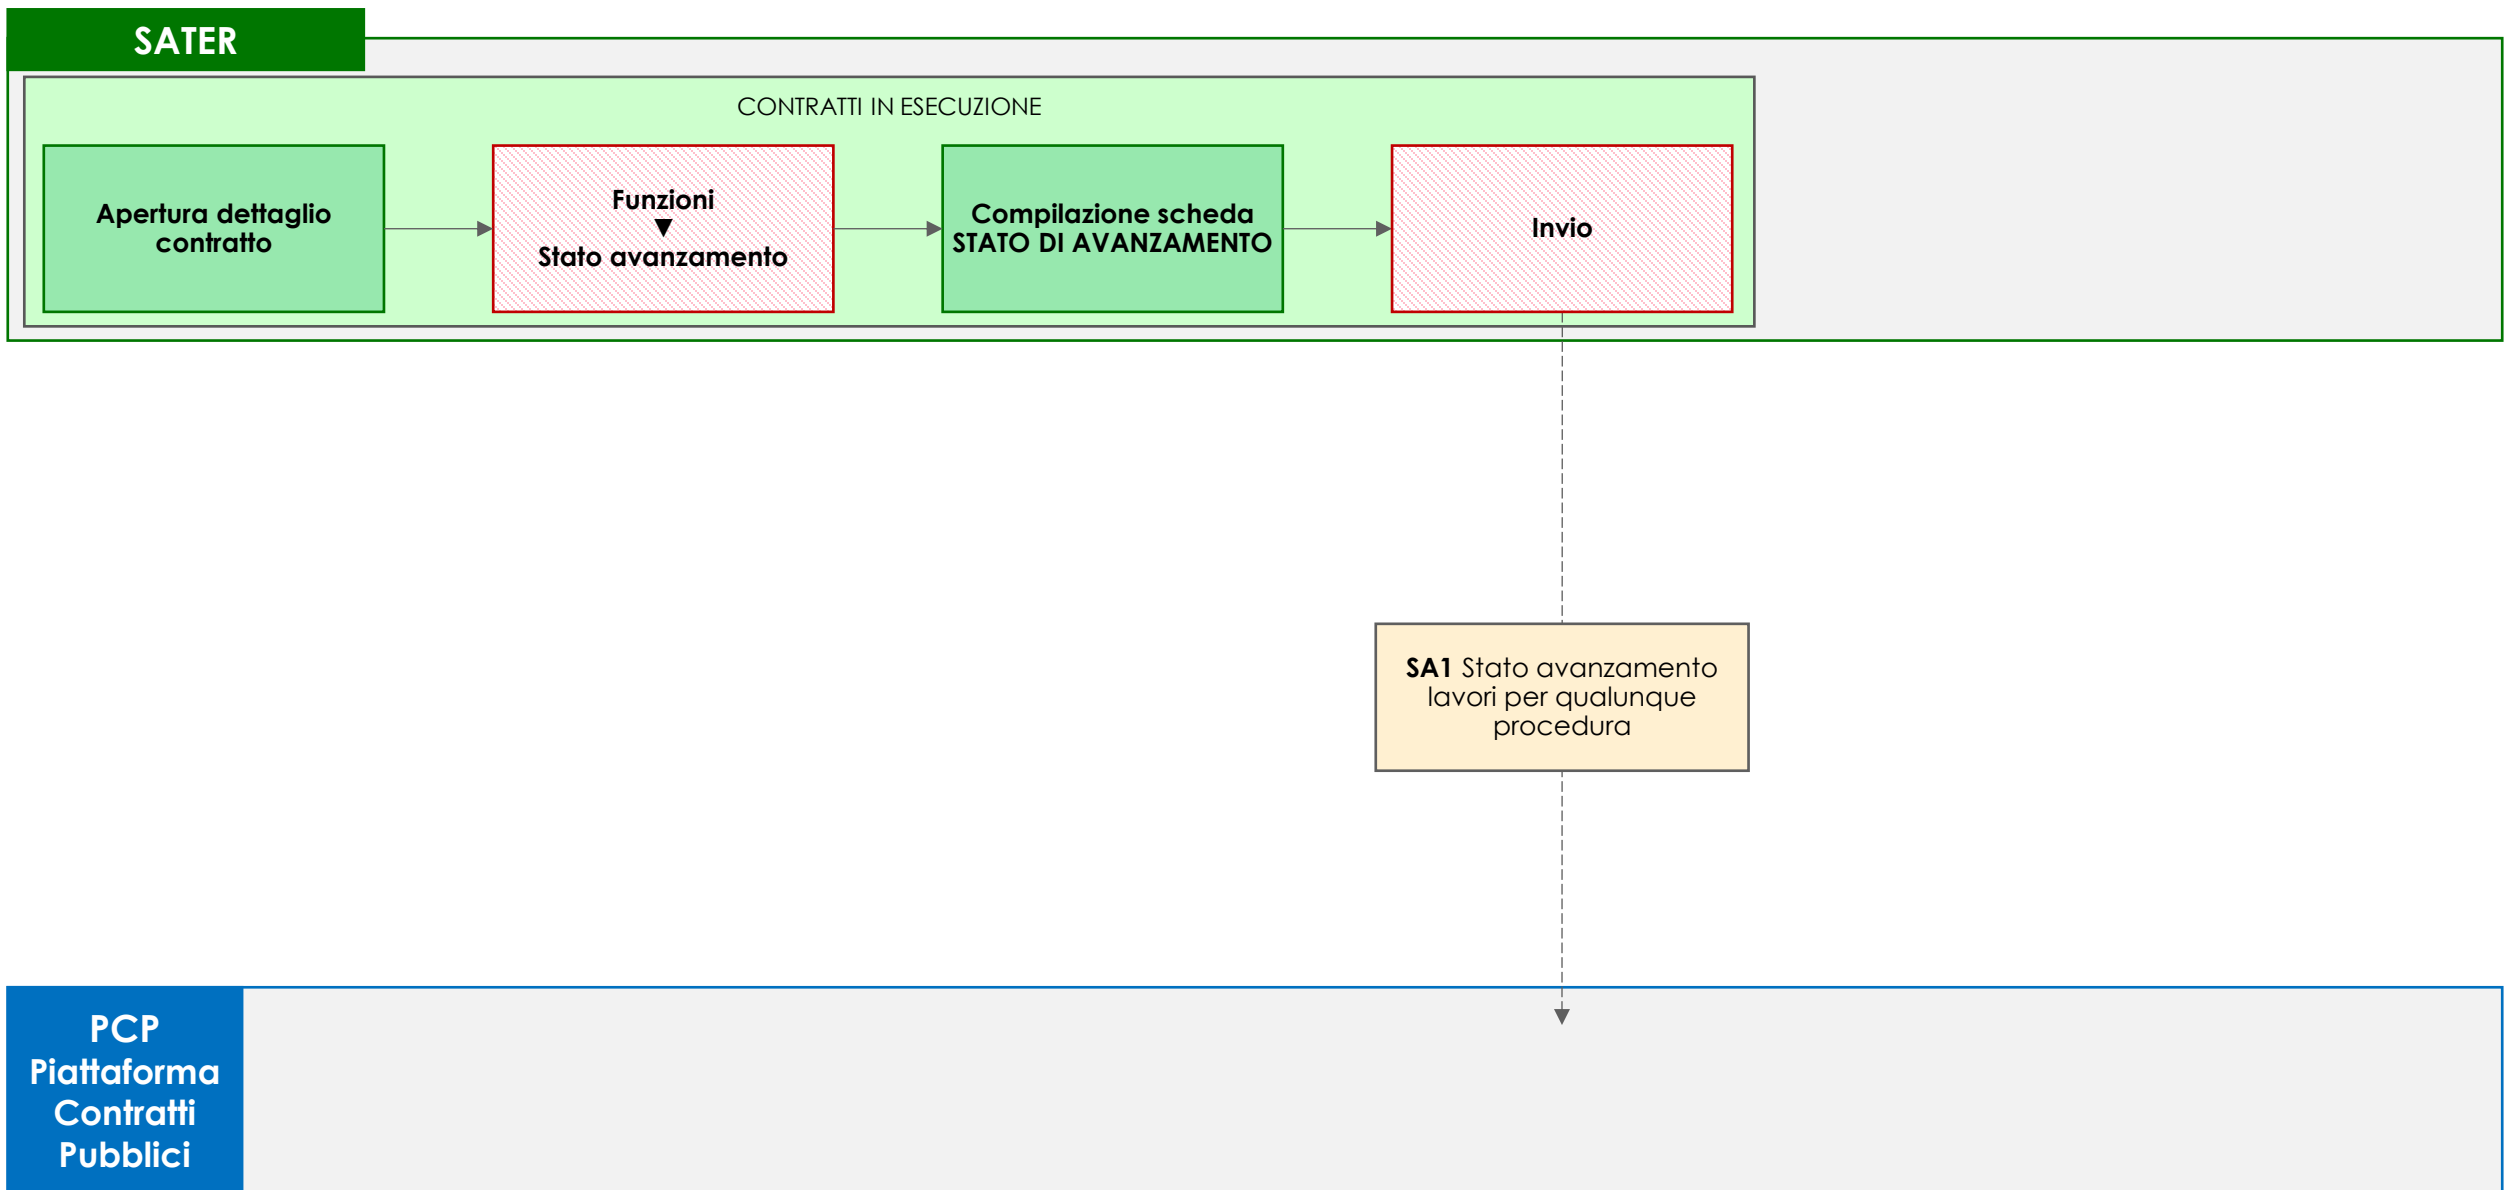 SATER
CONTRATTI IN ESECUZIONE
Apertura dettaglio
contratto
Funzioni
▼
Stato avanzamento
Compilazione scheda
STATO DI AVANZAMENTO
Invio
SA1 Stato avanzamento
lavori per qualunque
procedura
PCP
Piattaforma
Contratti
Pubblici